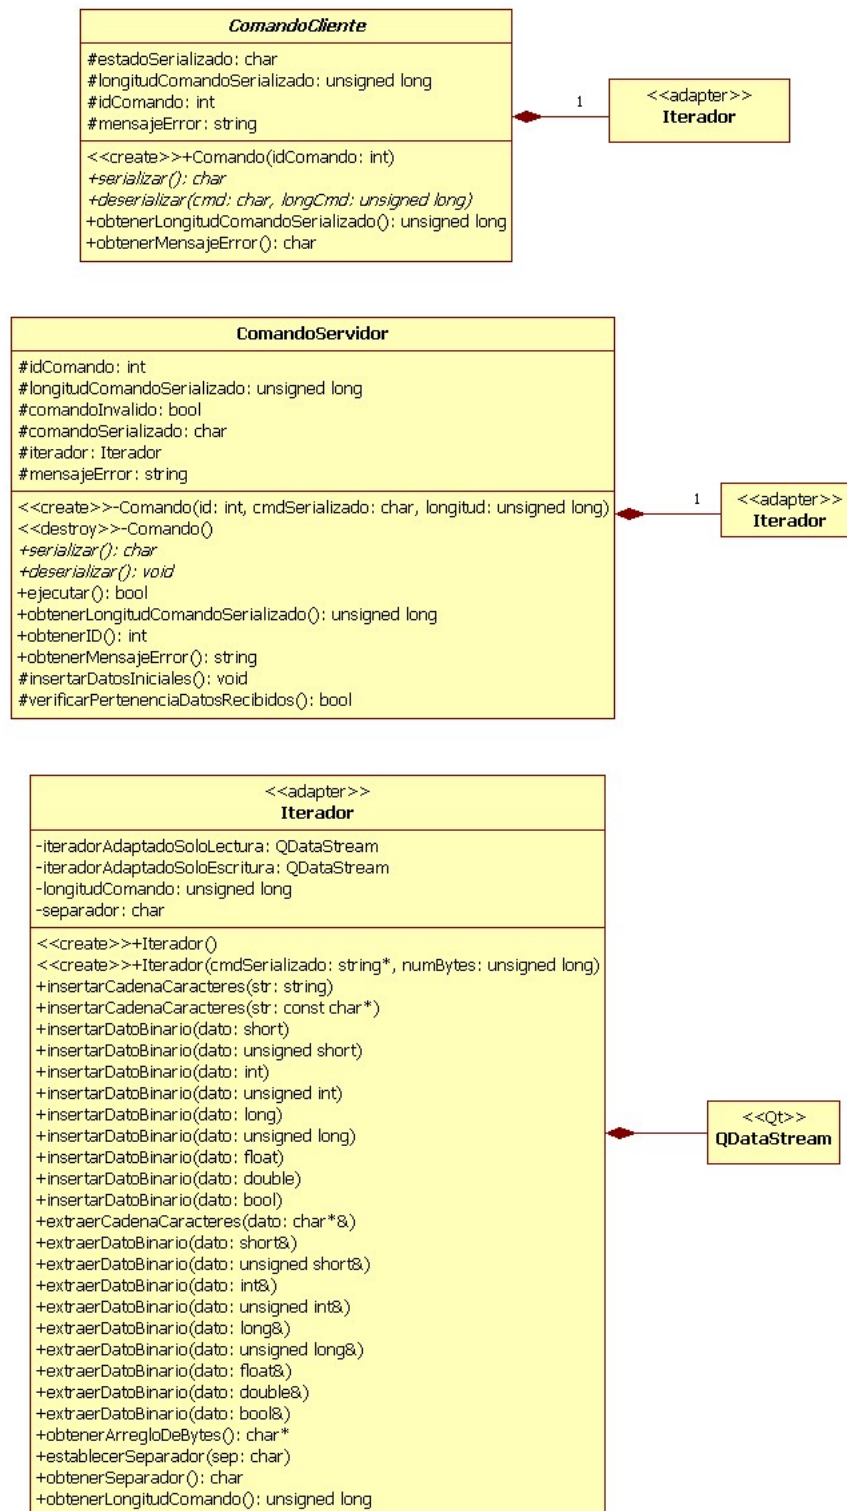 ComandoCliente
#estadoSerializado: char
#longitudComandoSerializado: unsigned long
#idComando: int
#mensajeError: string
<<create>>+Comando(idComando: int)
+serializar(): char
+deserializar(cmd: char, longCmd: unsigned long)
+obtenerLongitudComandoSerializado(): unsigned long
+obtenerMensajeError(): char
1
<<adapter>>
Iterador
ComandoServidor
#idComando: int
#longitudComandoSerializado: unsigned long
#comandoInvalido: bool
#comandoSerializado: char
#iterador: Iterador
#mensajeError: string
<<create>>-Comando(id: int, cmdSerializado: char, longitud: unsigned long)
<<destroy>>-Comando()
+serializar(): char
+deserializar(): void
+ejecutar(): bool
+obtenerLongitudComandoSerializado(): unsigned long
+obtenerID(): int
+obtenerMensajeError(): string
#insertarDatosIniciales(): void
#verificarPertenenciaDatosRecibidos(): bool
1
<<adapter>>
Iterador
<<adapter>>
Iterador
-iteradorAdaptadoSoloLectura: QDataStream
-iteradorAdaptadoSoloEscritura: QDataStream
-longitudComando: unsigned long
-separador: char
<<create>>+Iterador()
<<create>>+Iterador(cmdSerializado: string*, numBytes: unsigned long)
+insertarCadenaCaracteres(str: string)
+insertarCadenaCaracteres(str: const char*)
+insertarDatoBinario(dato: short)
+insertarDatoBinario(dato: unsigned short)
+insertarDatoBinario(dato: int)
+insertarDatoBinario(dato: unsigned int)
+insertarDatoBinario(dato: long)
+insertarDatoBinario(dato: unsigned long)
+insertarDatoBinario(dato: float)
+insertarDatoBinario(dato: double)
+insertarDatoBinario(dato: bool)
+extraerCadenaCaracteres(dato: char*&)
+extraerDatoBinario(dato: short&)
+extraerDatoBinario(dato: unsigned short&)
+extraerDatoBinario(dato: int&)
+extraerDatoBinario(dato: unsigned int&)
+extraerDatoBinario(dato: long&)
+extraerDatoBinario(dato: unsigned long&)
+extraerDatoBinario(dato: float&)
+extraerDatoBinario(dato: double&)
+extraerDatoBinario(dato: bool&)
+obtenerArregloDeBytes(): char*
+establecerSeparador(sep: char)
+obtenerSeparador(): char
+obtenerLongitudComando(): unsigned long
<<Qt>>
QDataStream